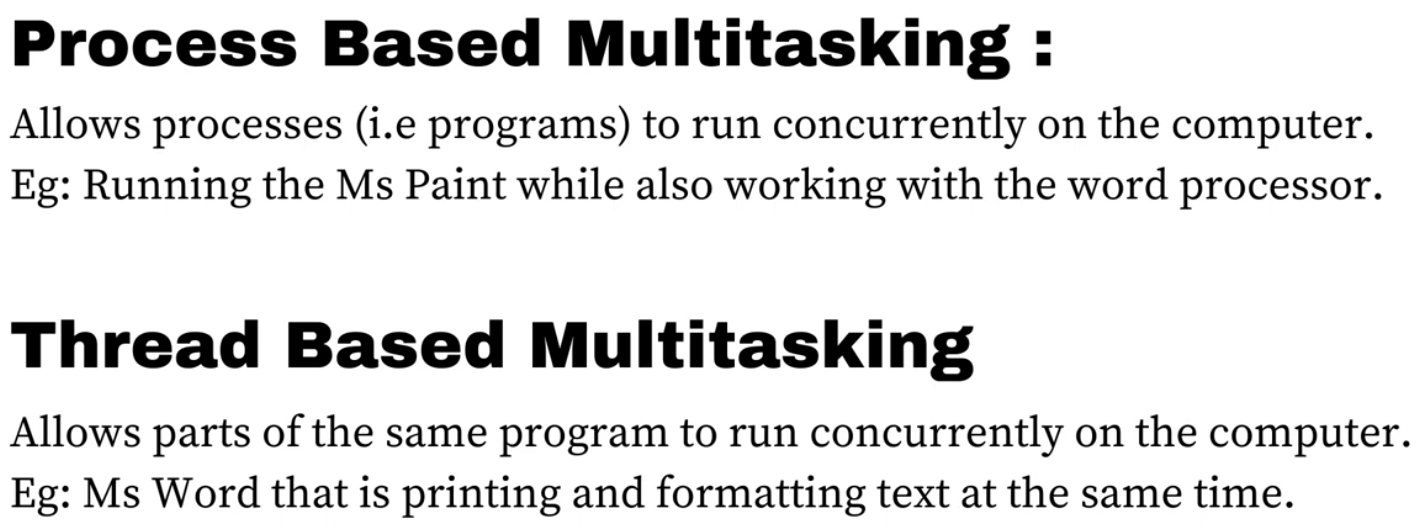 Process Based Multitasking :
Allows processes (i.e programs) to run concurrently on the computer.
Eg: Running the Ms Paint while also working with the word processor.
Thread Based Multitasking
Allows parts of the same program to run concurrently on the computer.
Eg: Ms Word that is printing and formatting text at the same time.